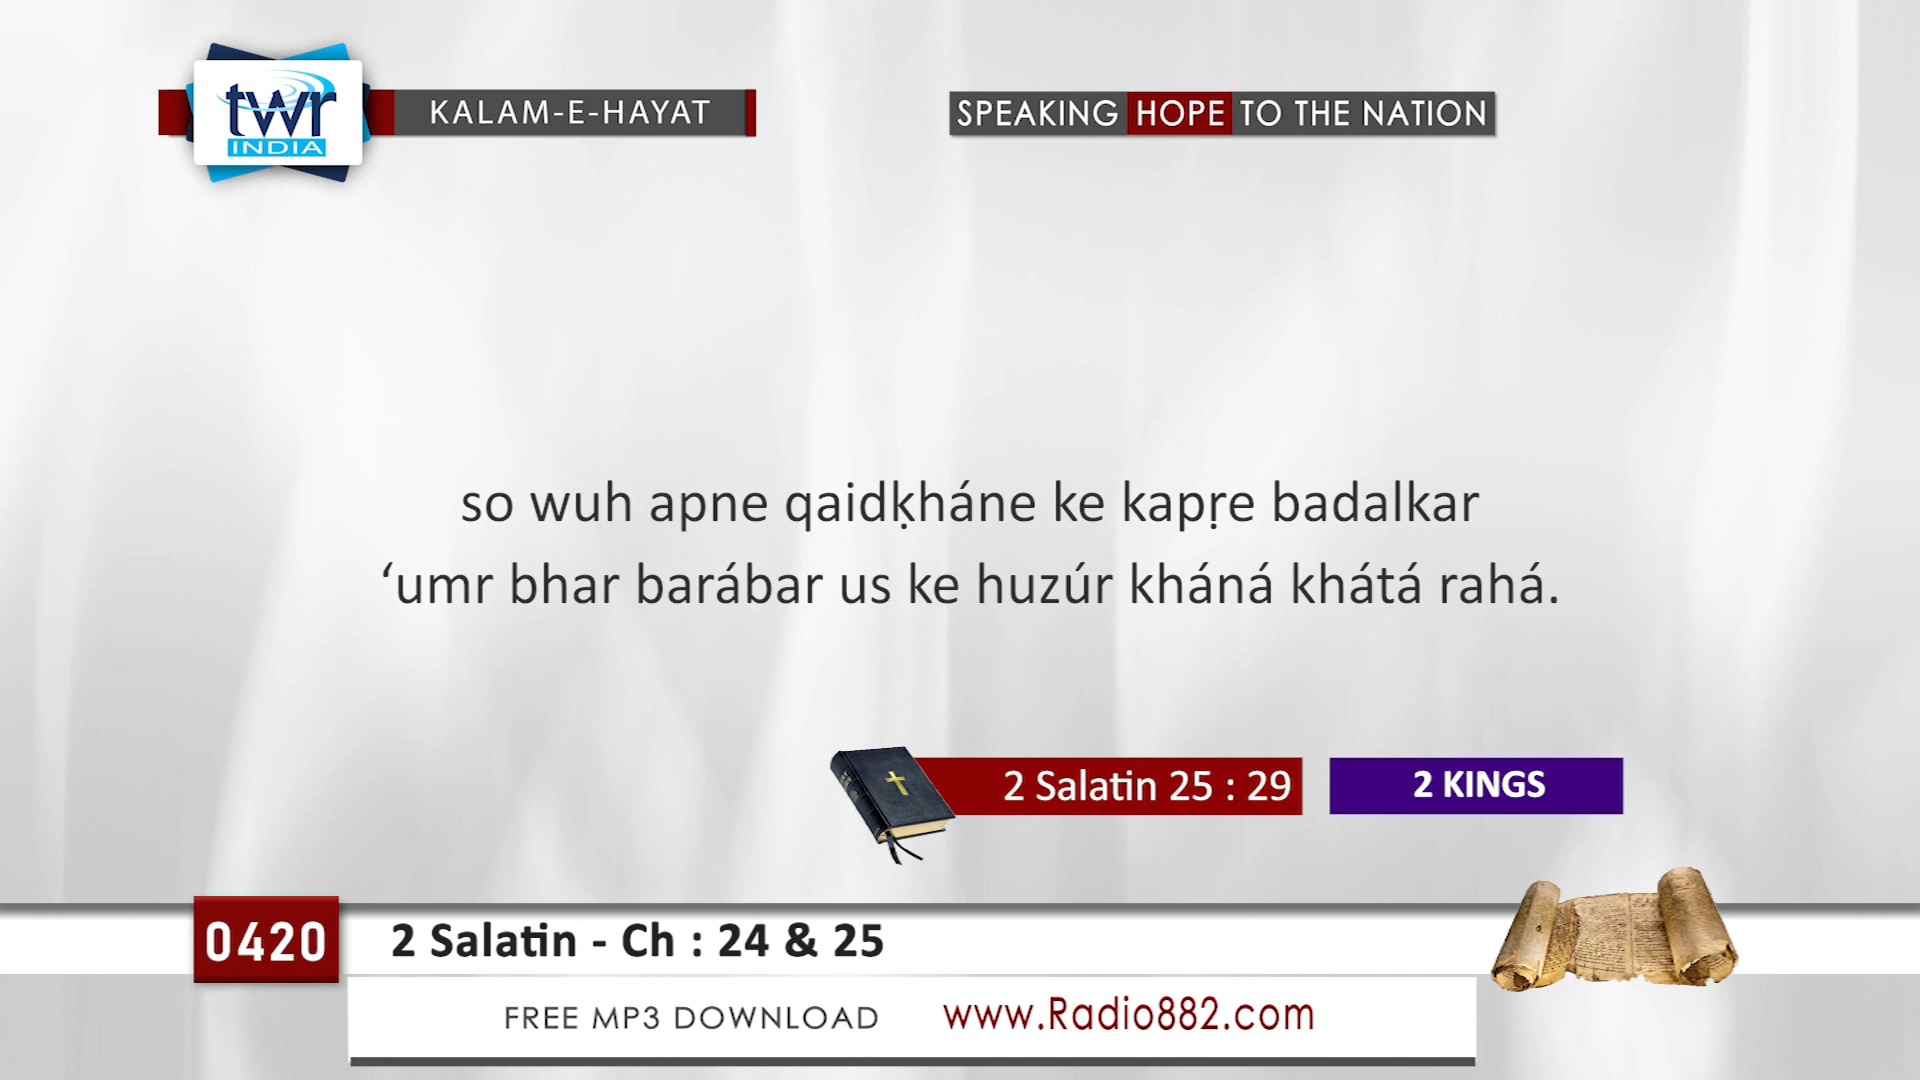 twr
INDIA
KALAM-E-HAYAT
SPEAKING HOPE TO THE NATION
so wuh apne qaidḳháne ke kapṛe badalkar
‘umr bhar barábar us ke huzúr kháná khátá rahá.
2 Salatin 25 : 29
2 KINGS
0420
2 Salatin - Ch : 24 & 25
FREE MP3 DOWNLOAD www.Radio882.com